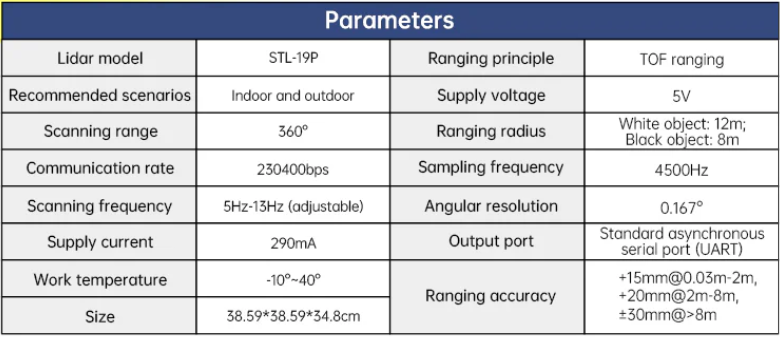 Parameters
Lidar model STL-19P Ranging principle TOF ranging
Recommended scenarios Indoor and outdoor Supply voltage 5V
Scanning range 360° Ranging radius White object: 12m;
Black object: 8m
Communication rate 230400bps Sampling frequency 4500Hz
Scanning frequency 5Hz-13Hz (adjustable) Angular resolution 0.167°
Supply current 290mA Output port Standard asynchronous
serial port (UART)
Work temperature -10°~40° Ranging accuracy +15mm@0.03m-2m,
+20mm@2m-8m,
±30mm@>8m
Size 38.59*38.59*34.8cm